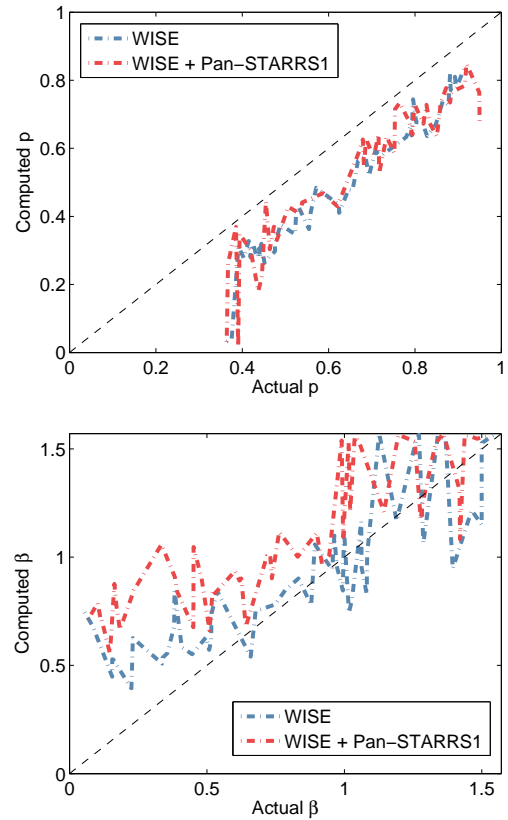 1
WISE
WISE + Pan−STARRS1
0.8
0.6
Computed p
0.4
0.2
0
0 0.2 0.4 0.6 0.8 1
Actual p
1.5
1
Computed β
0.5
WISE
WISE + Pan−STARRS1
0
0 0.5 1 1.5
Actual β